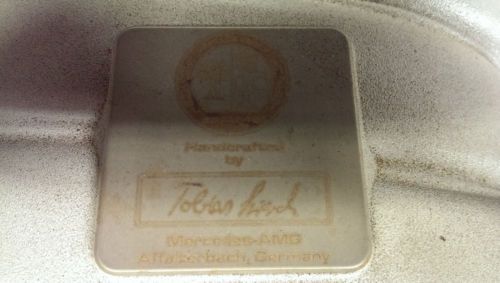 Handcrafted
by
Tobias
Mercedes-AMG
Affalterbach, Germany